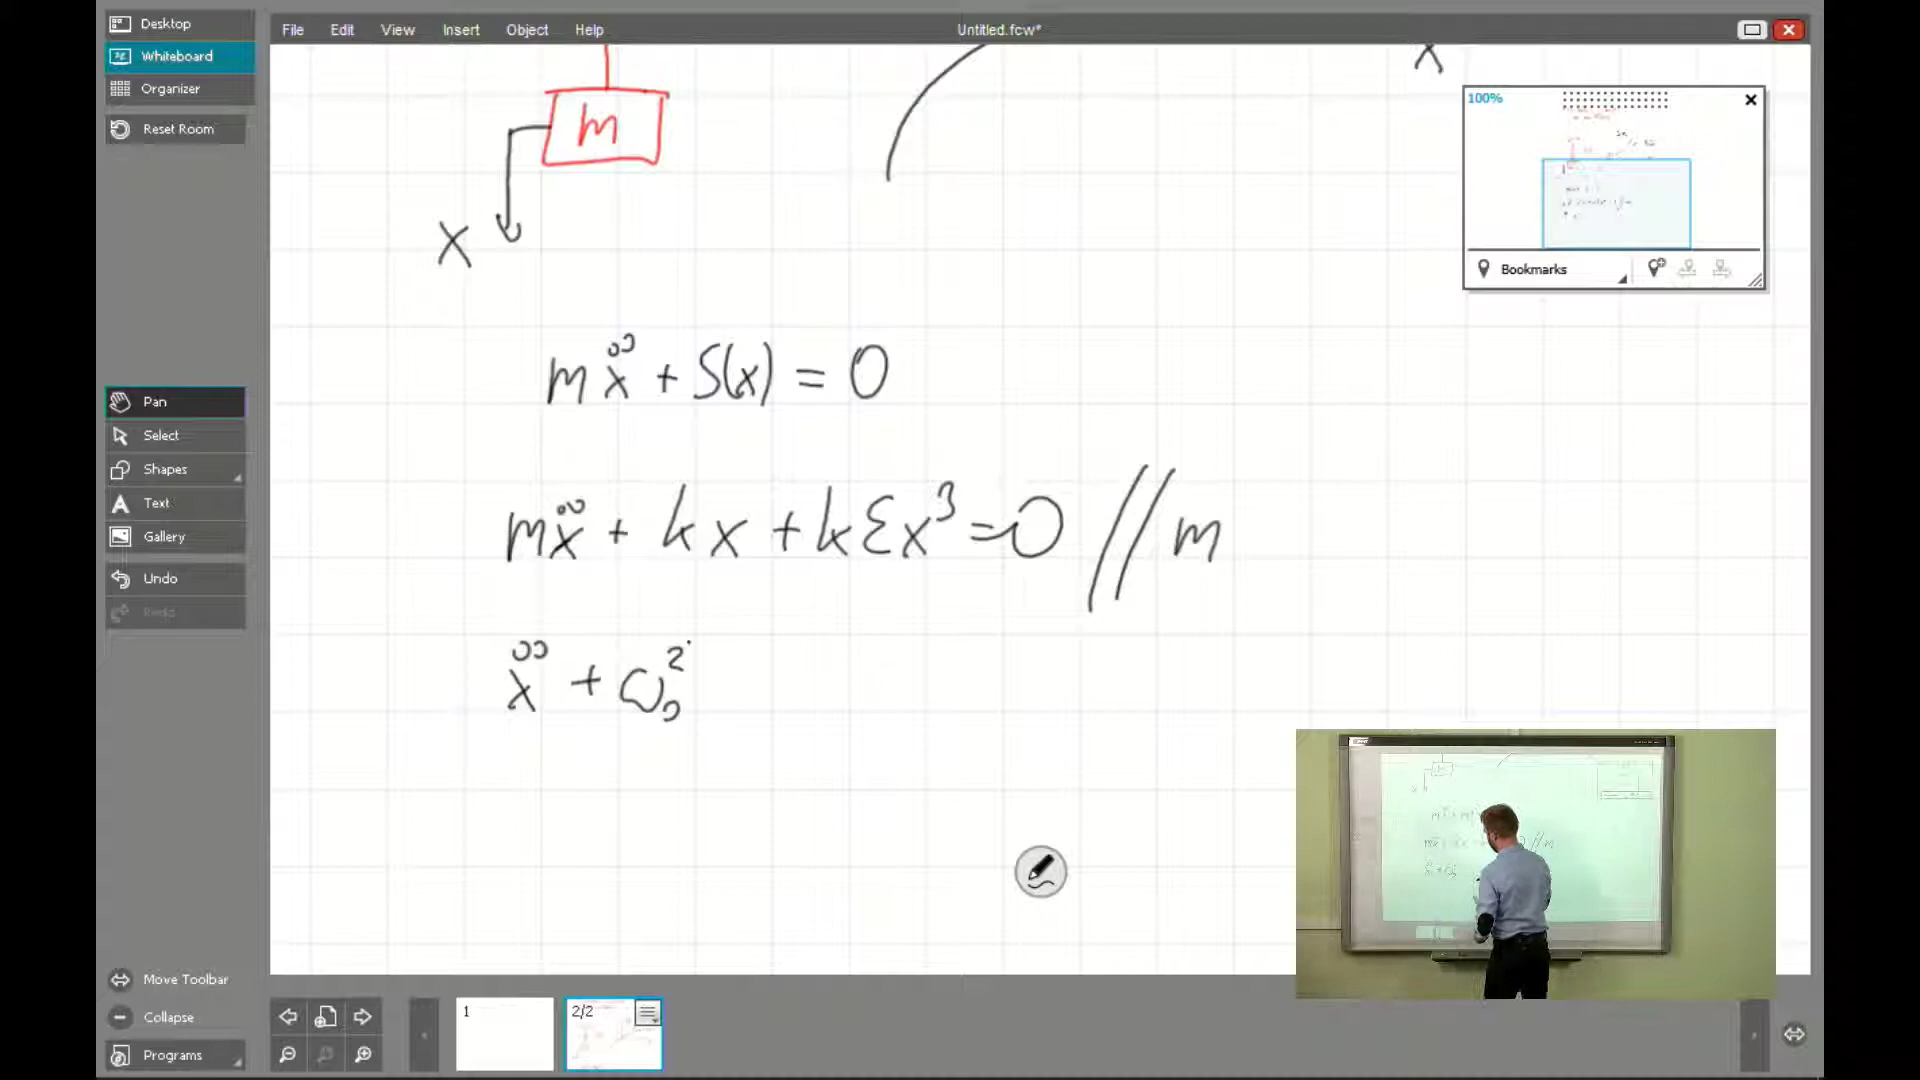 Desktop
Whiteboard
Organizer
Reset Room
File Edit View Insert Object Help
Untitled.fcw*
m
x
x
100%
Bookmarks
mẍ + S(x) = 0
mẍ + kx + kεx³ = 0 // m
ẍ + ω₀²
Pan
Select
Shapes
Text
Gallery
Undo
Redo
Move Toolbar
Collapse
Programs
1
2/2